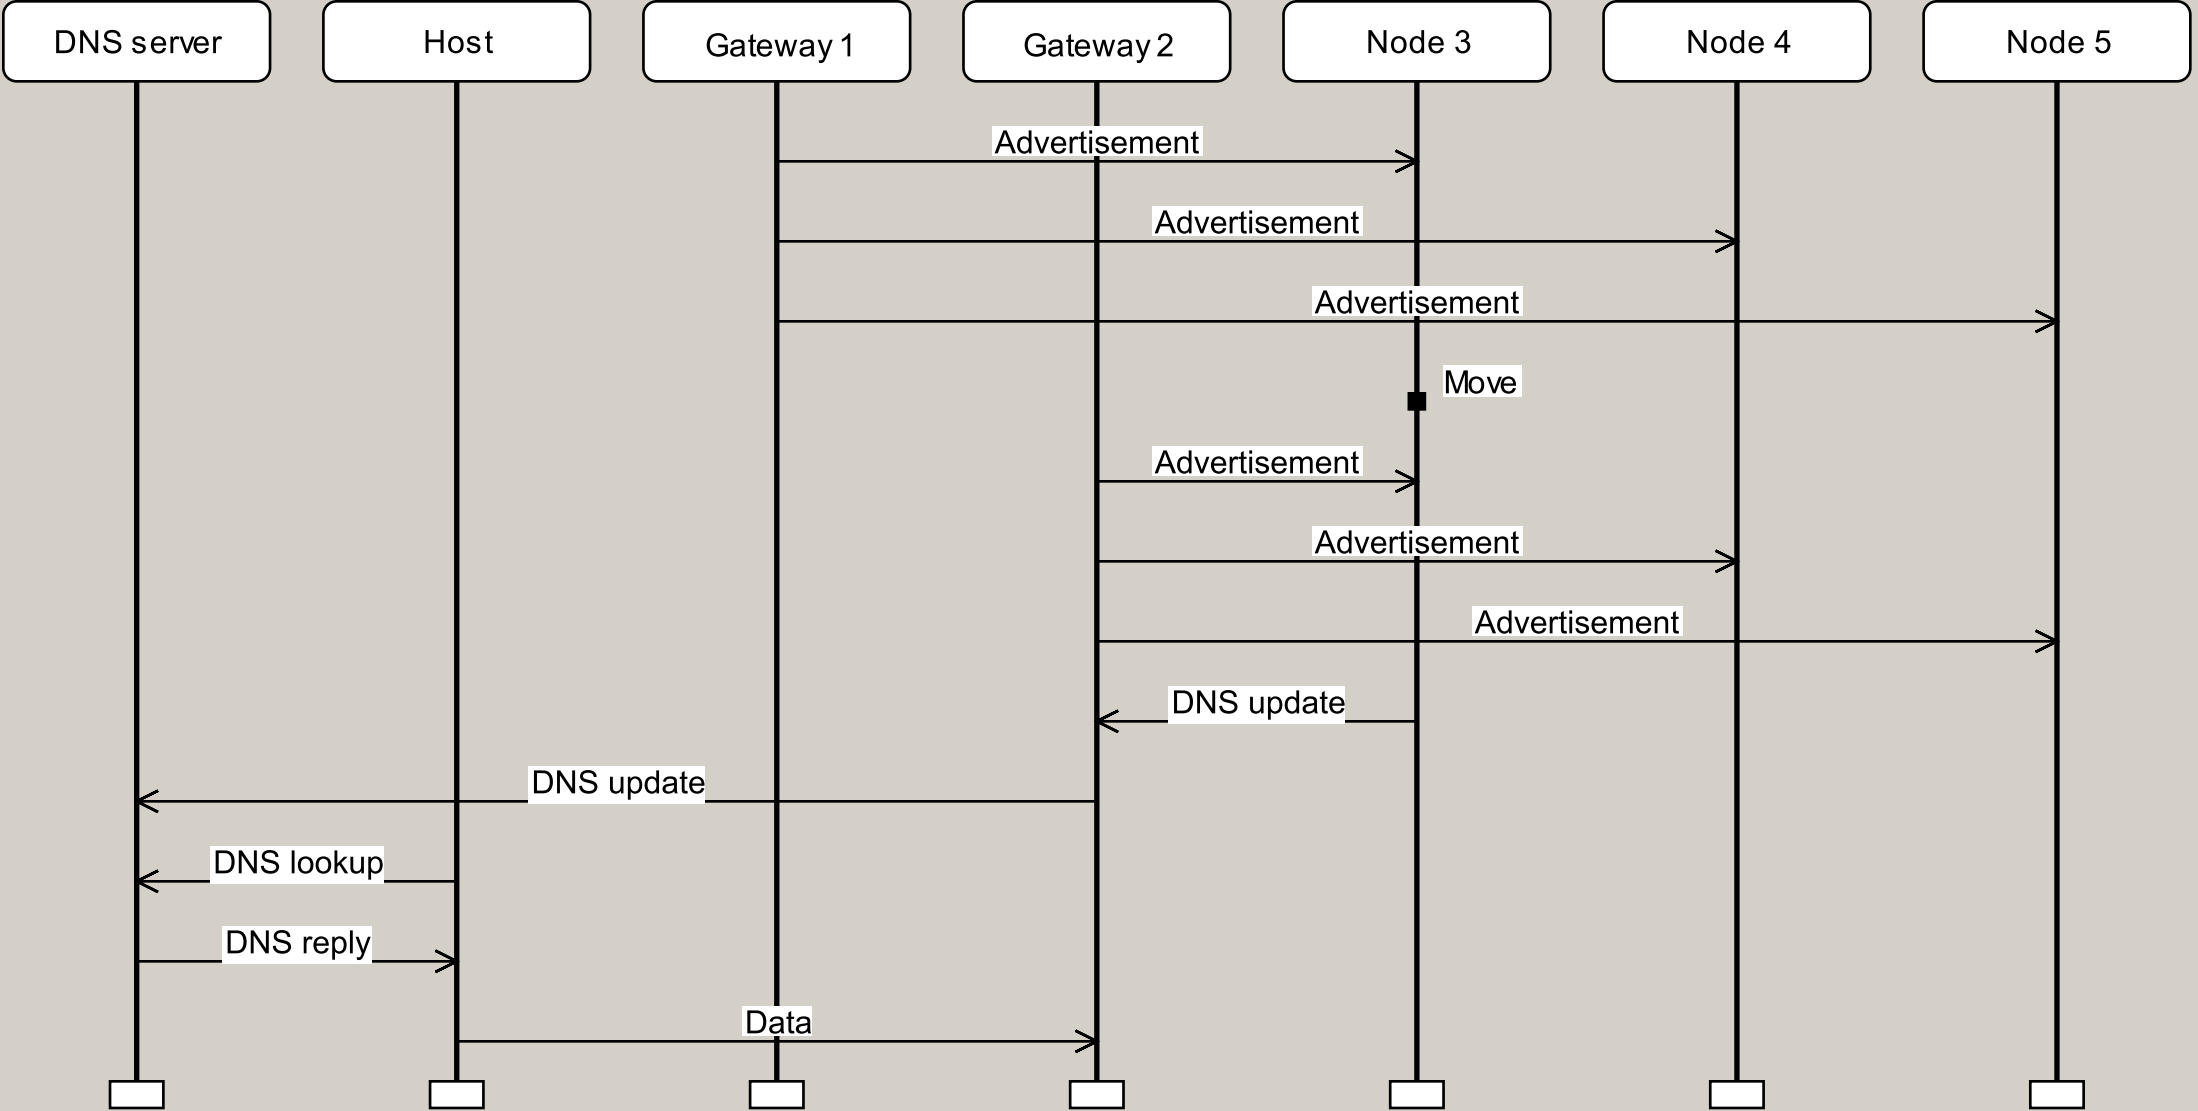 DNS server
Host
Gateway 1
Gateway 2
Node 3
Node 4
Node 5
Advertisement
Advertisement
Advertisement
Move
Advertisement
Advertisement
Advertisement
DNS update
DNS update
DNS lookup
DNS reply
Data